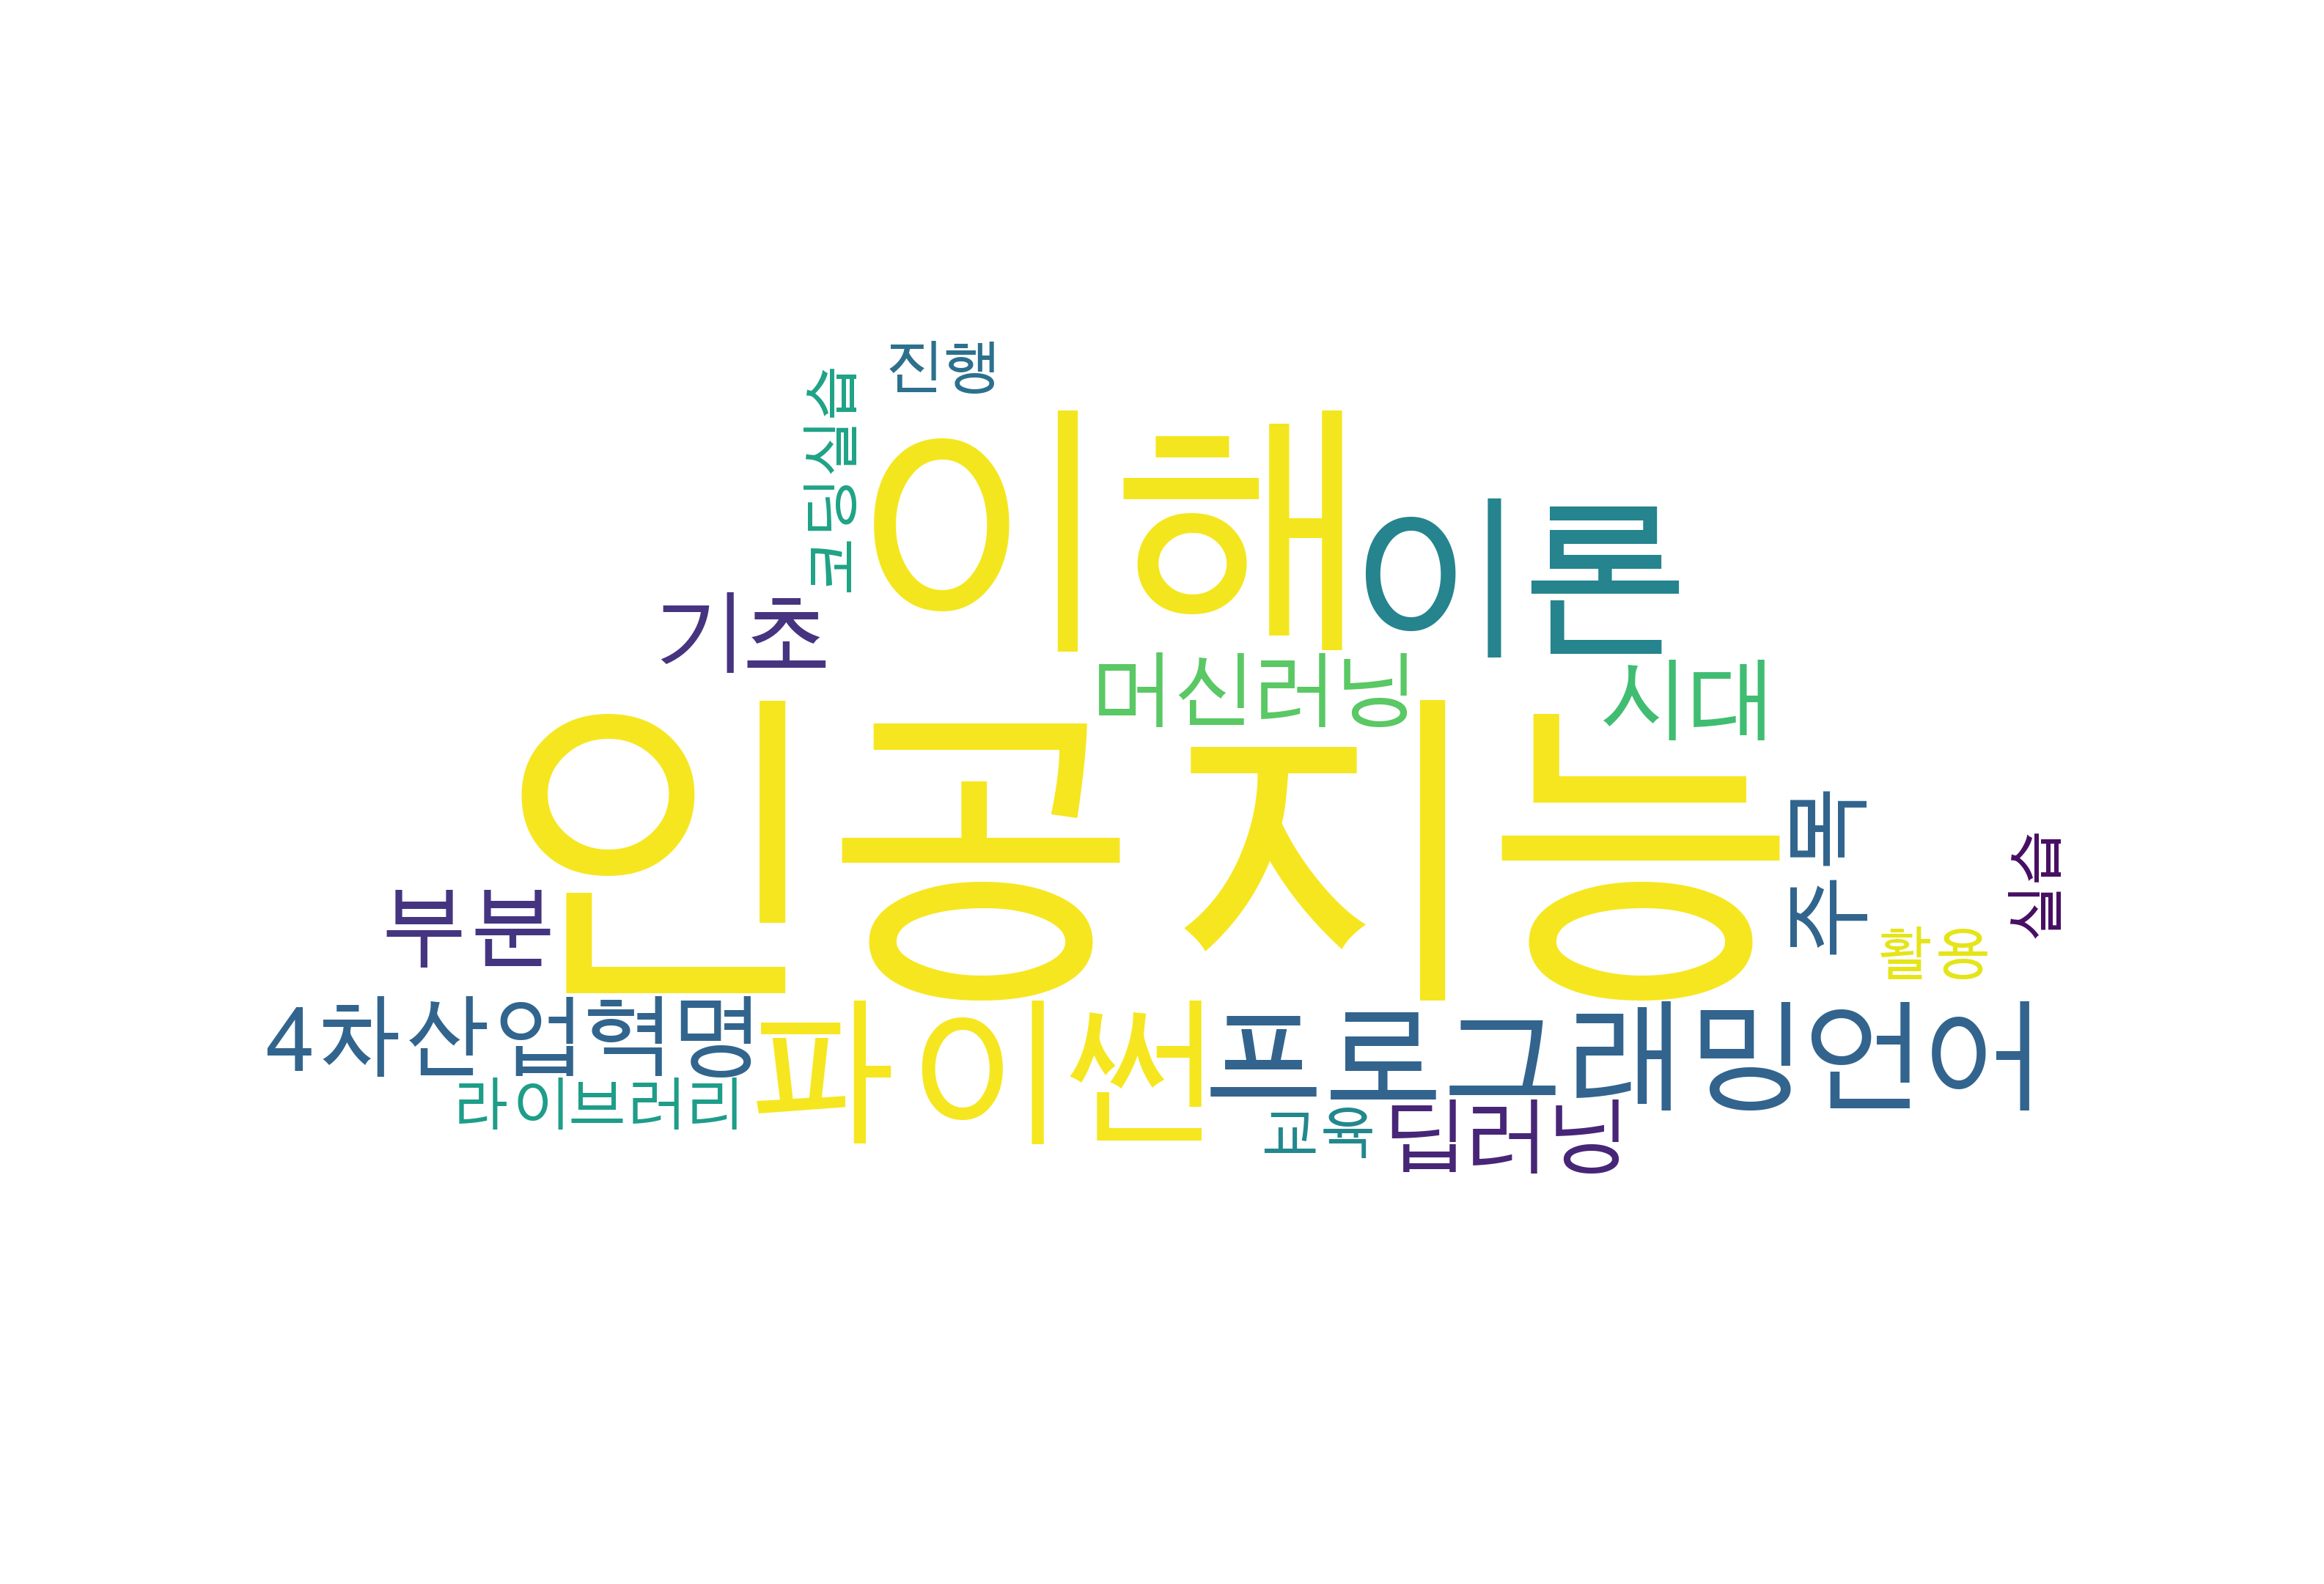 진행
코딩실습
이해
이론
기초
머신러닝
시대
인공지능
주목
실습
부분
활용
4차산업혁명
파이썬
프로그래밍언어
라이브러리
교육
딥러닝